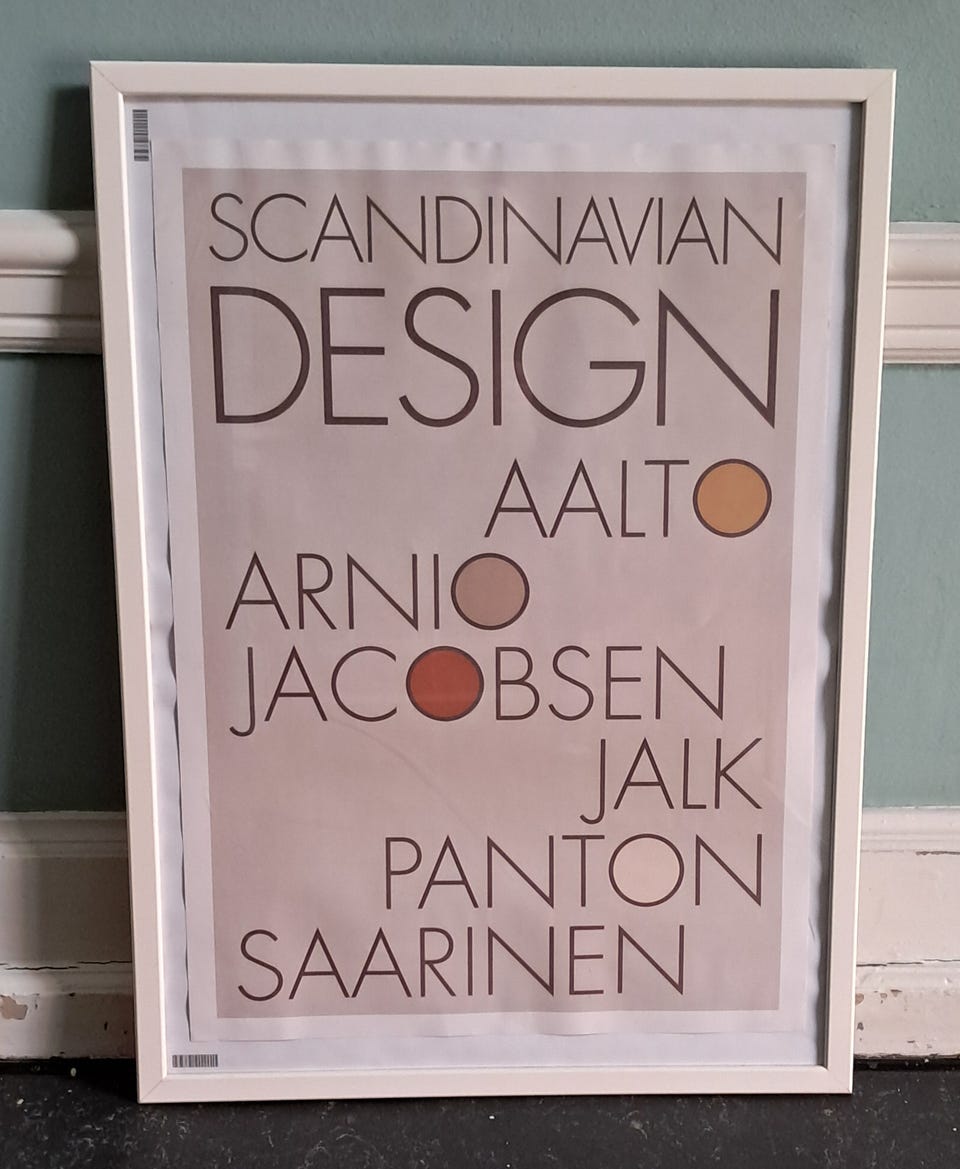 SCANDINAVIAN
DESIGN
AALTO
ARNIO
JACOBSEN
JALK
PANTON
SAARINEN